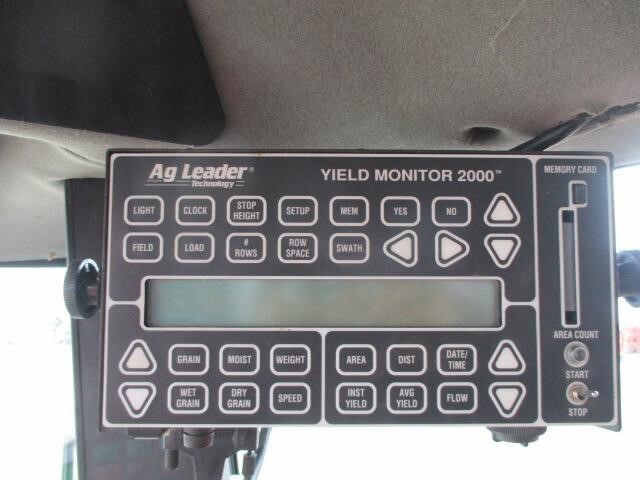 Ag Leader®
Technology
YIELD MONITOR 2000™
MEMORY CARD
LIGHT
CLOCK
STOP
HEIGHT
SETUP
MEM
YES
NO
FIELD
LOAD
#
ROWS
ROW
SPACE
SWATH
AREA COUNT
START
STOP
GRAIN
MOIST
WEIGHT
AREA
DIST
DATE/
TIME
WET
GRAIN
DRY
GRAIN
SPEED
INST
YIELD
AVG
YIELD
FLOW